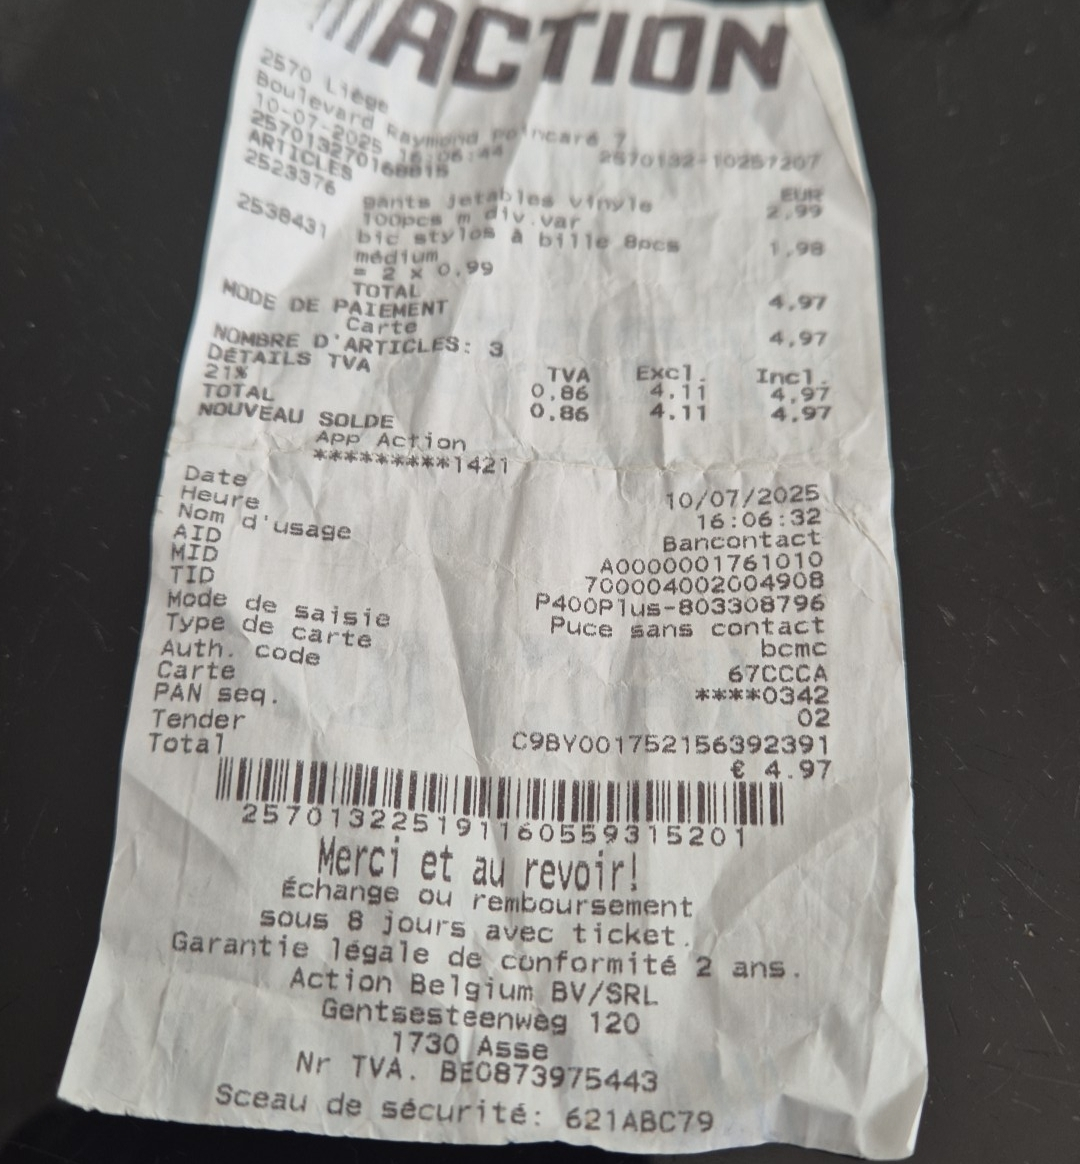 ACTION
2570 Liège
Boulevard Raymond Poincaré 7
10-07-2025 16:06:44 2570132-10257207
257013270168815
ARTICLES EUR
2523376 gants jetables vinyle 2.99
100pcs m div.var
2538431 bic stylos à bille 8pcs 1.98
médium
= 2 x 0.99
TOTAL 4.97
MODE DE PAIEMENT
Carte 4.97
NOMBRE D'ARTICLES: 3
DÉTAILS TVA TVA Excl. Incl.
21% 0.86 4.11 4.97
TOTAL 0.86 4.11 4.97
NOUVEAU SOLDE
App Action
*********1421
Date 10/07/2025
Heure 16:06:32
Nom d'usage Bancontact
AID A0000001761010
MID 700004002004908
TID P400Plus-803308796
Mode de saisie Puce sans contact
Type de carte bcmc
Auth. code 67CCCA
Carte ****0342
PAN seq. 02
Tender C9BY001752156392391
Total € 4.97
2570132251911605593​15201
Merci et au revoir!
Échange ou remboursement
sous 8 jours avec ticket.
Garantie légale de conformité 2 ans.
Action Belgium BV/SRL
Gentsesteenweg 120
1730 Asse
Nr TVA. BE0873975443
Sceau de sécurité: 621ABC79